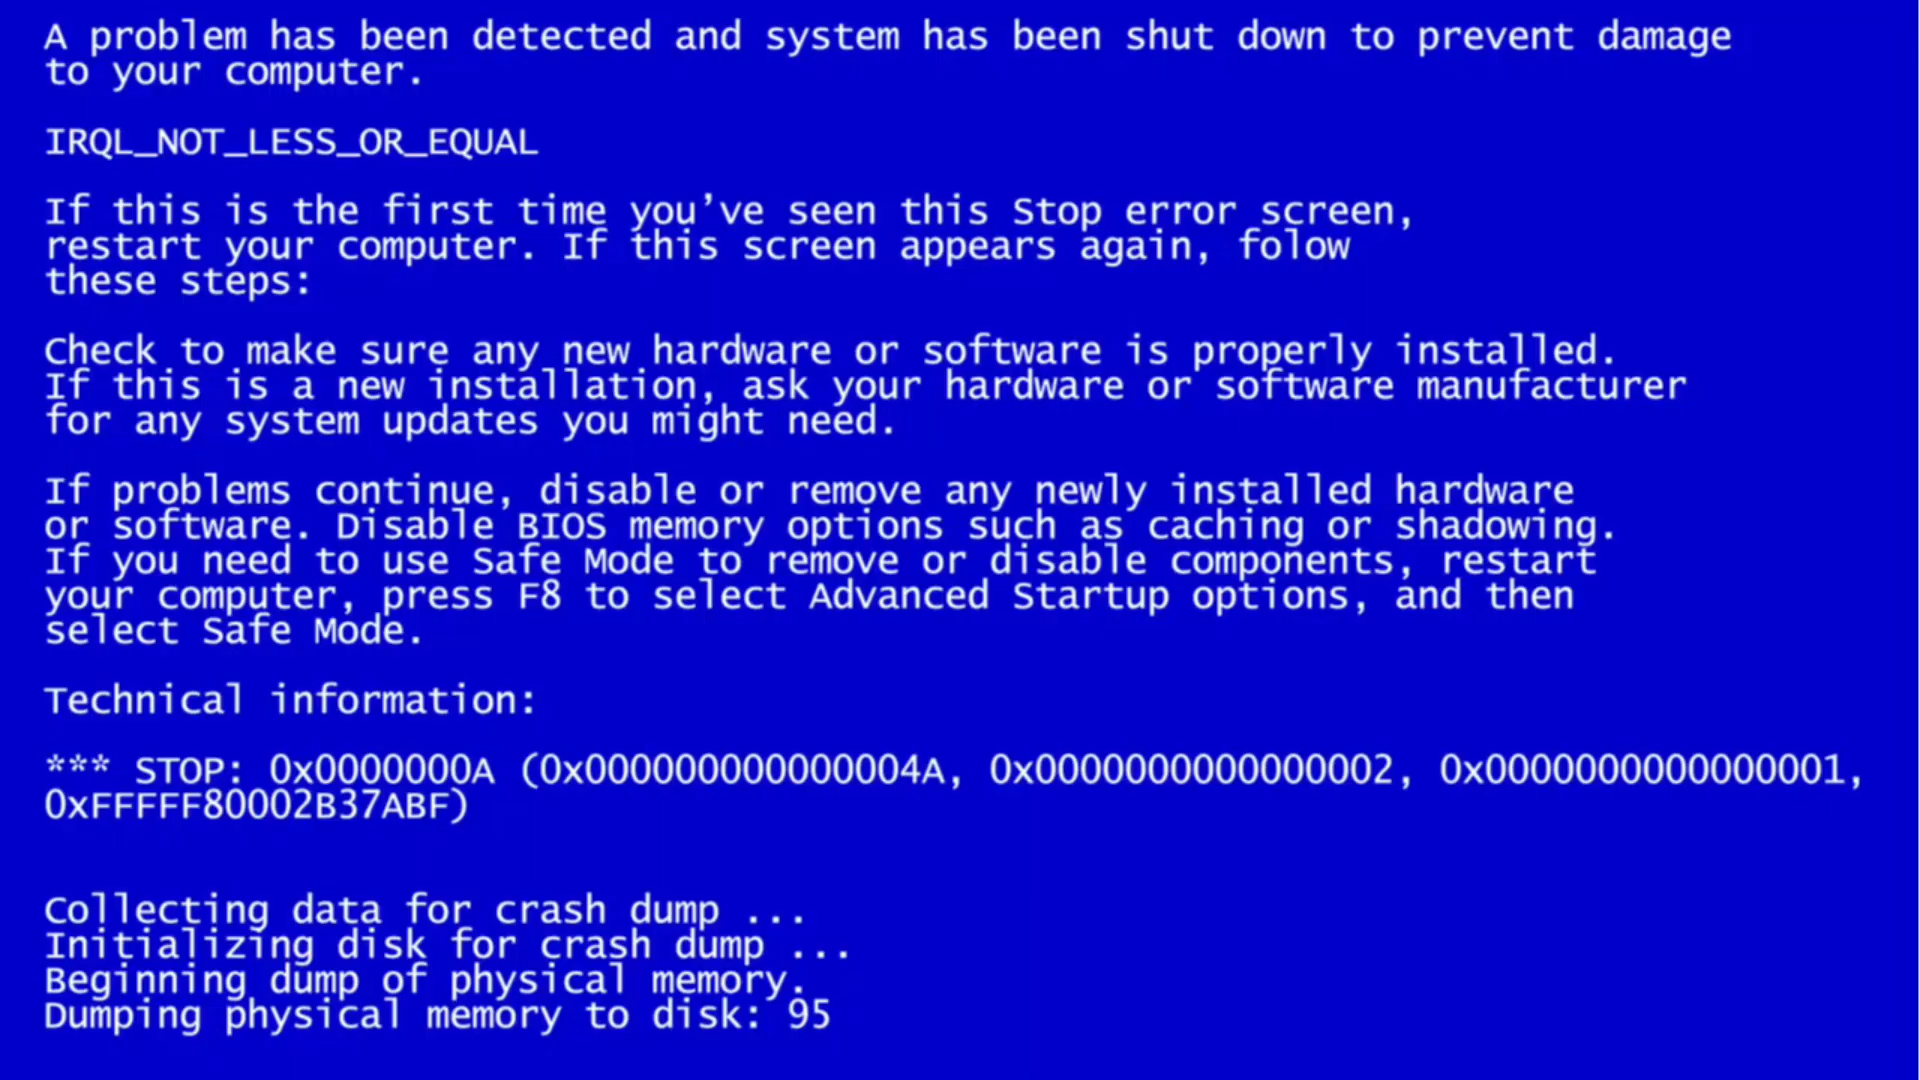 A problem has been detected and system has been shut down to prevent damage
to your computer.
IRQL_NOT_LESS_OR_EQUAL
If this is the first time you’ve seen this Stop error screen,
restart your computer. If this screen appears again, folow
these steps:
Check to make sure any new hardware or software is properly installed.
If this is a new installation, ask your hardware or software manufacturer
for any system updates you might need.
If problems continue, disable or remove any newly installed hardware
or software. Disable BIOS memory options such as caching or shadowing.
If you need to use Safe Mode to remove or disable components, restart
your computer, press F8 to select Advanced Startup options, and then
select Safe Mode.
Technical information:
*** STOP: 0x0000000A (0x000000000000004A, 0x0000000000000002, 0x0000000000000001,
0xFFFFF80002B37ABF)
Collecting data for crash dump ...
Initializing disk for crash dump ...
Beginning dump of physical memory.
Dumping physical memory to disk: 95